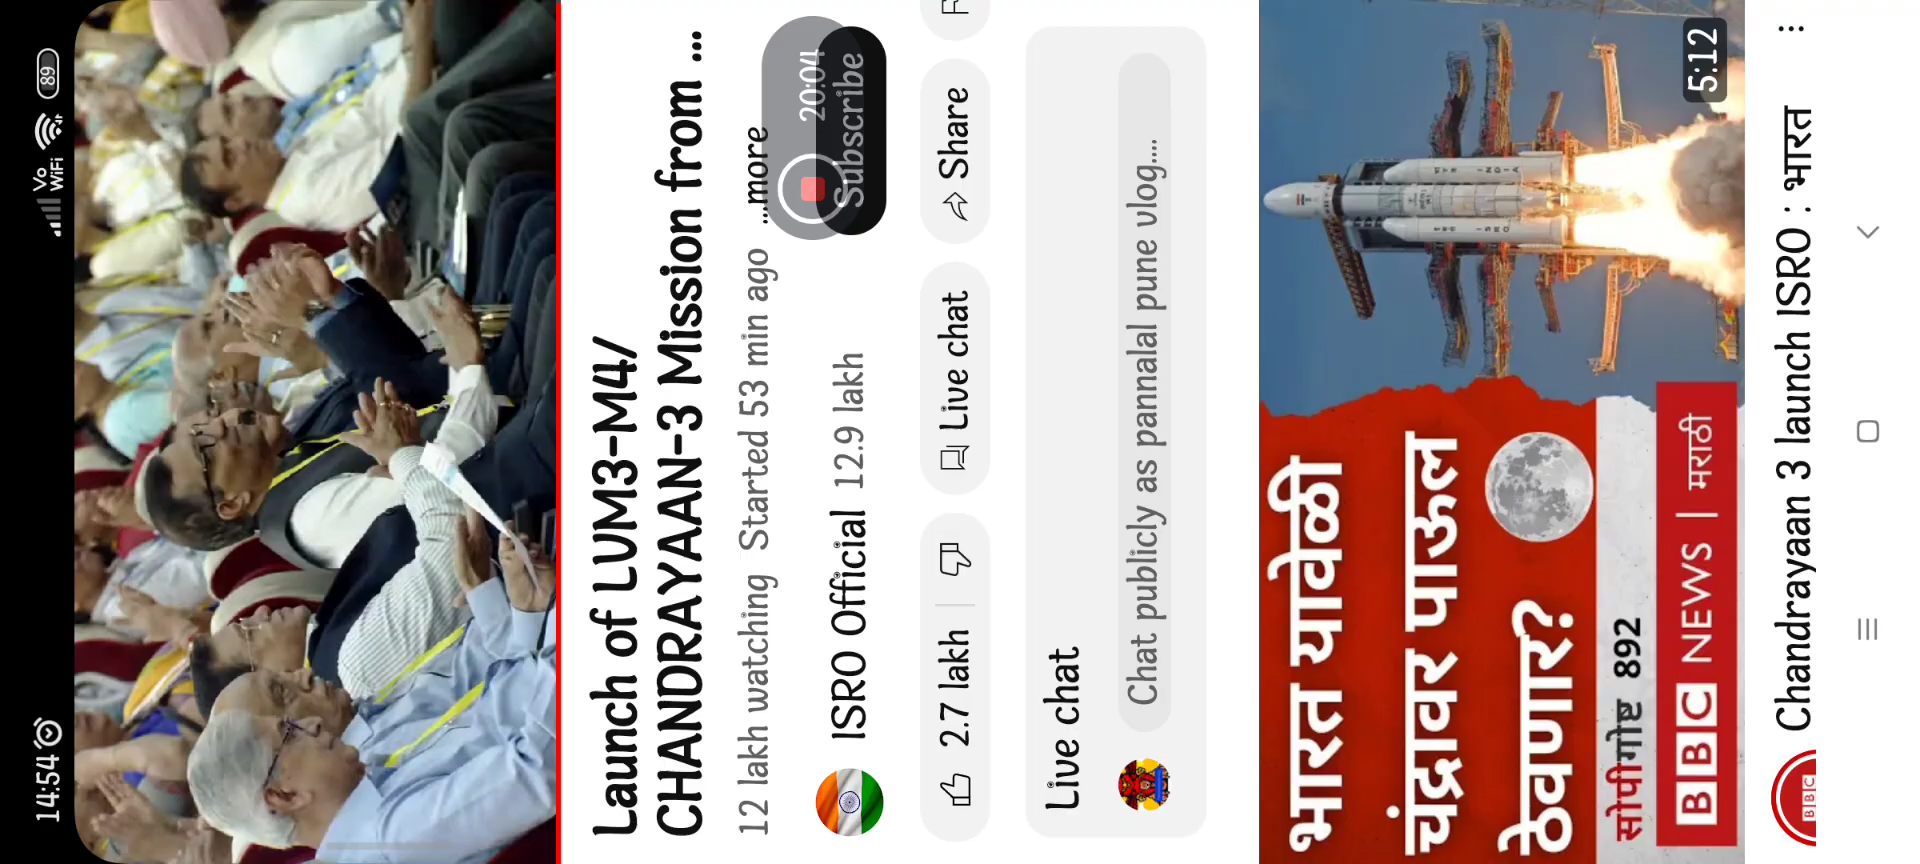 14:54
Vo
WiFi
89
Launch of LVM3-M4/
CHANDRAYAAN-3 Mission from ...
12 lakh watching Started 53 min ago ...more
20:04
ISRO Official 12.9 lakh
Subscribe
2.7 lakh
Live chat
Share
Live chat
Chat publicly as pannalal pune vlog....
भारत यावेळी
चंद्रावर पाऊल
ठेवणार?
सोपीगोष्ट 892
BBC NEWS | मराठी
5:12
BBC
Chandrayaan 3 launch ISRO : भारत